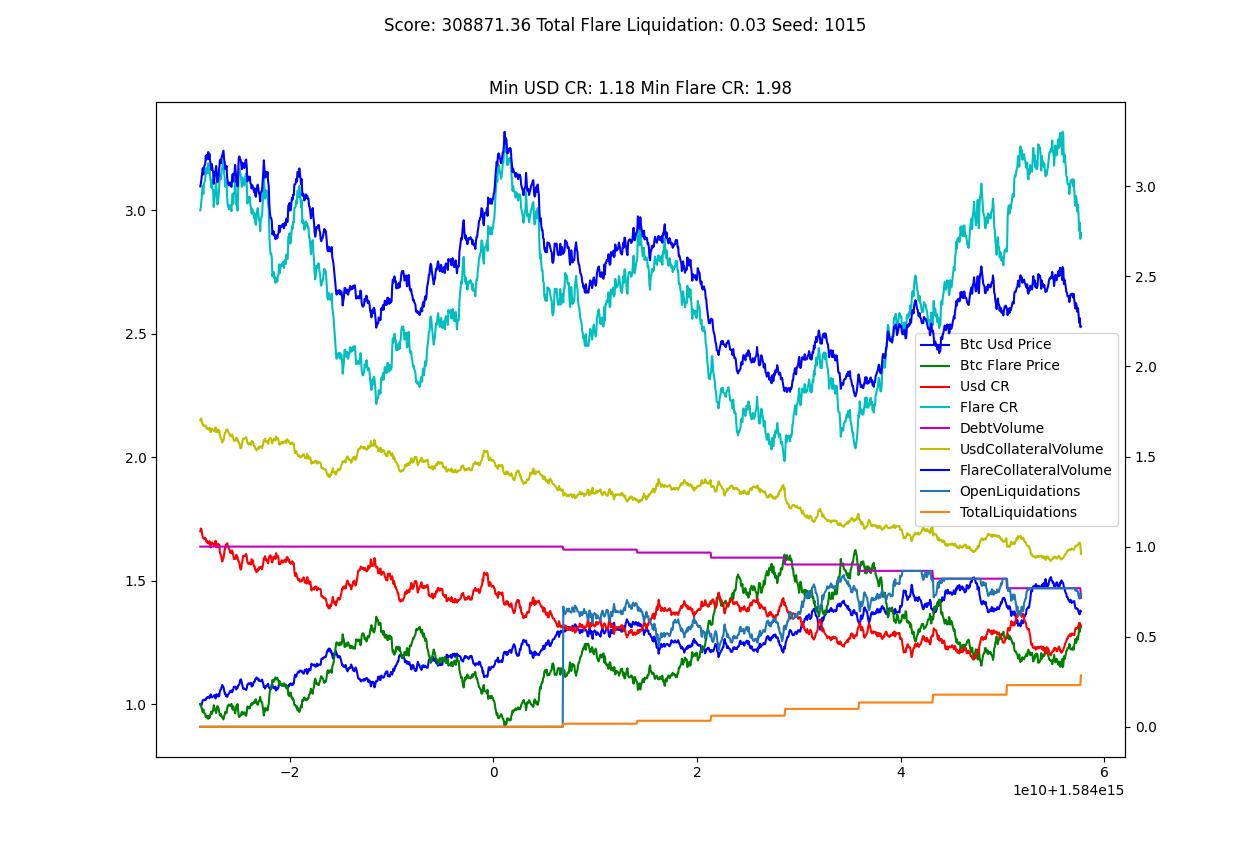 Score: 308871.36 Total Flare Liquidation: 0.03 Seed: 1015
Min USD CR: 1.18 Min Flare CR: 1.98
3.0
2.5
2.0
1.5
1.0
3.0
2.5
2.0
1.5
1.0
0.5
0.0
Btc Usd Price
Btc Flare Price
Usd CR
Flare CR
DebtVolume
UsdCollateralVolume
FlareCollateralVolume
OpenLiquidations
TotalLiquidations
−2 0 2 4 6
1e10+1.584e15